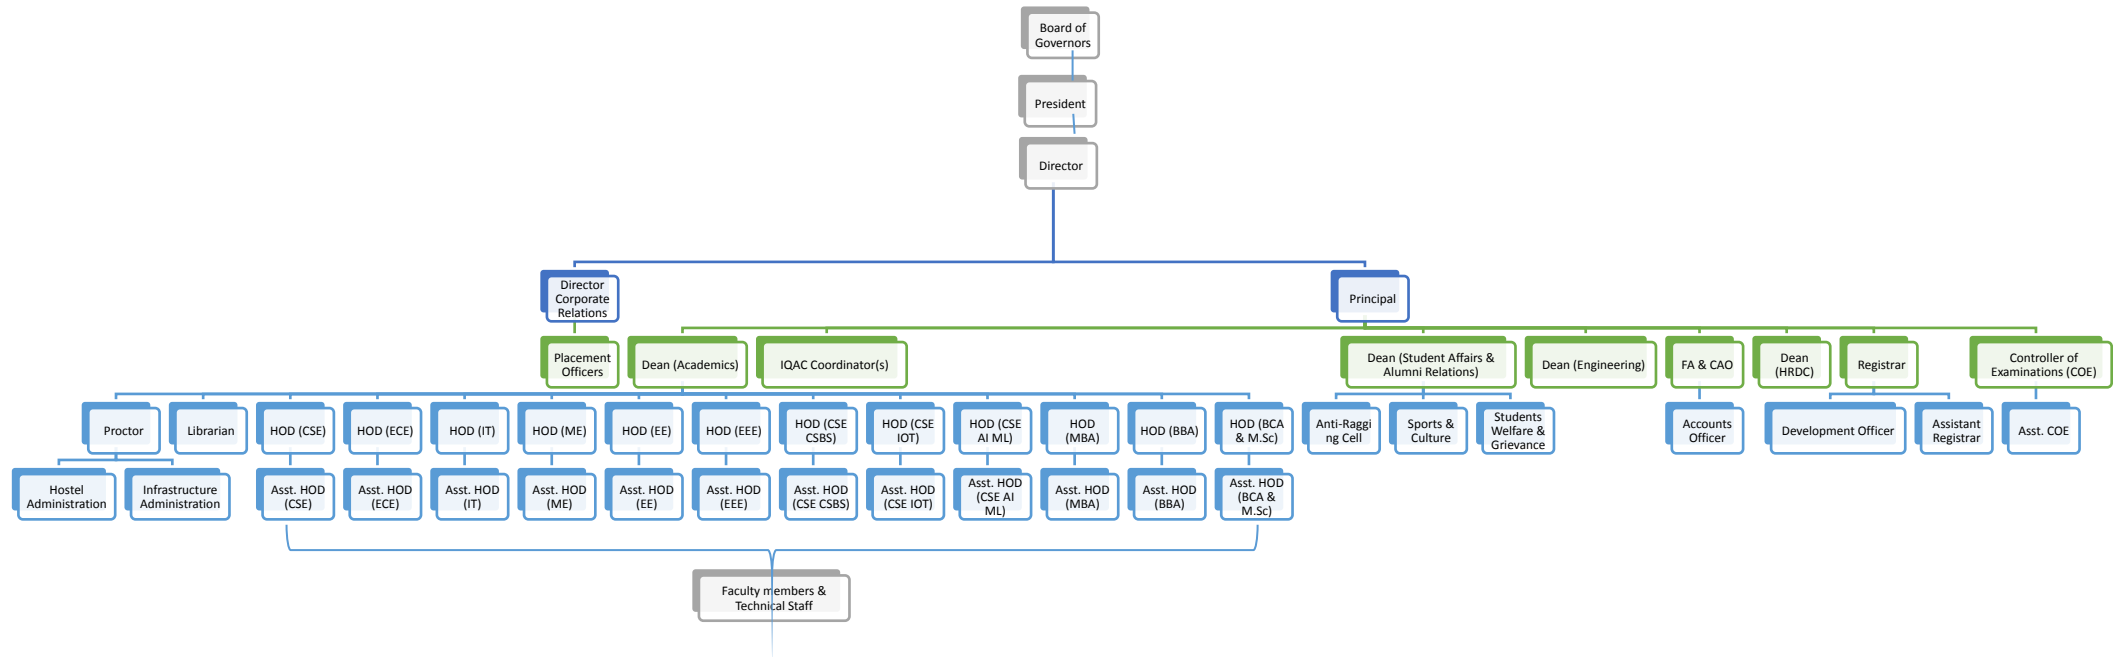 Board of
Governors
President
Director
Director
Corporate
Relations
Principal
Placement
Officers
Dean (Academics)
IQAC Coordinator(s)
Dean (Student Affairs &
Alumni Relations)
Dean (Engineering)
FA & CAO
Dean
(HRDC)
Registrar
Controller of
Examinations (COE)
Proctor
Librarian
HOD (CSE)
HOD (ECE)
HOD (IT)
HOD (ME)
HOD (EE)
HOD (EEE)
HOD (CSE
CSBS)
HOD (CSE
IOT)
HOD (CSE
AI ML)
HOD
(MBA)
HOD (BBA)
HOD (BCA
& M.Sc)
Anti-Raggi
ng Cell
Sports &
Culture
Students
Welfare &
Grievance
Accounts
Officer
Development Officer
Assistant
Registrar
Asst. COE
Hostel
Administration
Infrastructure
Administration
Asst. HOD
(CSE)
Asst. HOD
(ECE)
Asst. HOD
(IT)
Asst. HOD
(ME)
Asst. HOD
(EE)
Asst. HOD
(EEE)
Asst. HOD
(CSE CSBS)
Asst. HOD
(CSE IOT)
Asst. HOD
(CSE AI
ML)
Asst. HOD
(MBA)
Asst. HOD
(BBA)
Asst. HOD
(BCA &
M.Sc)
Faculty members &
Technical Staff